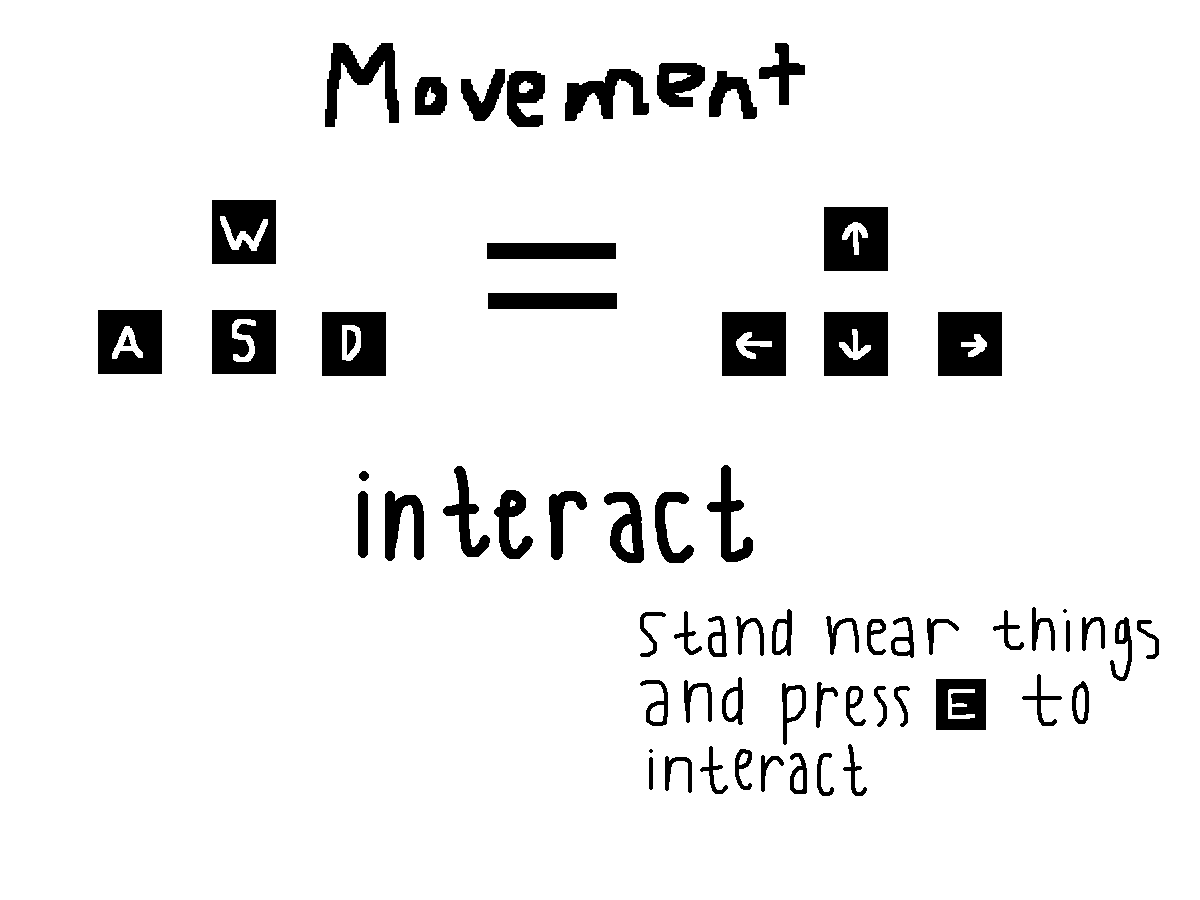 Movement
W = ↑
A S D ← ↓ →
interact
Stand near things
and press E to
interact